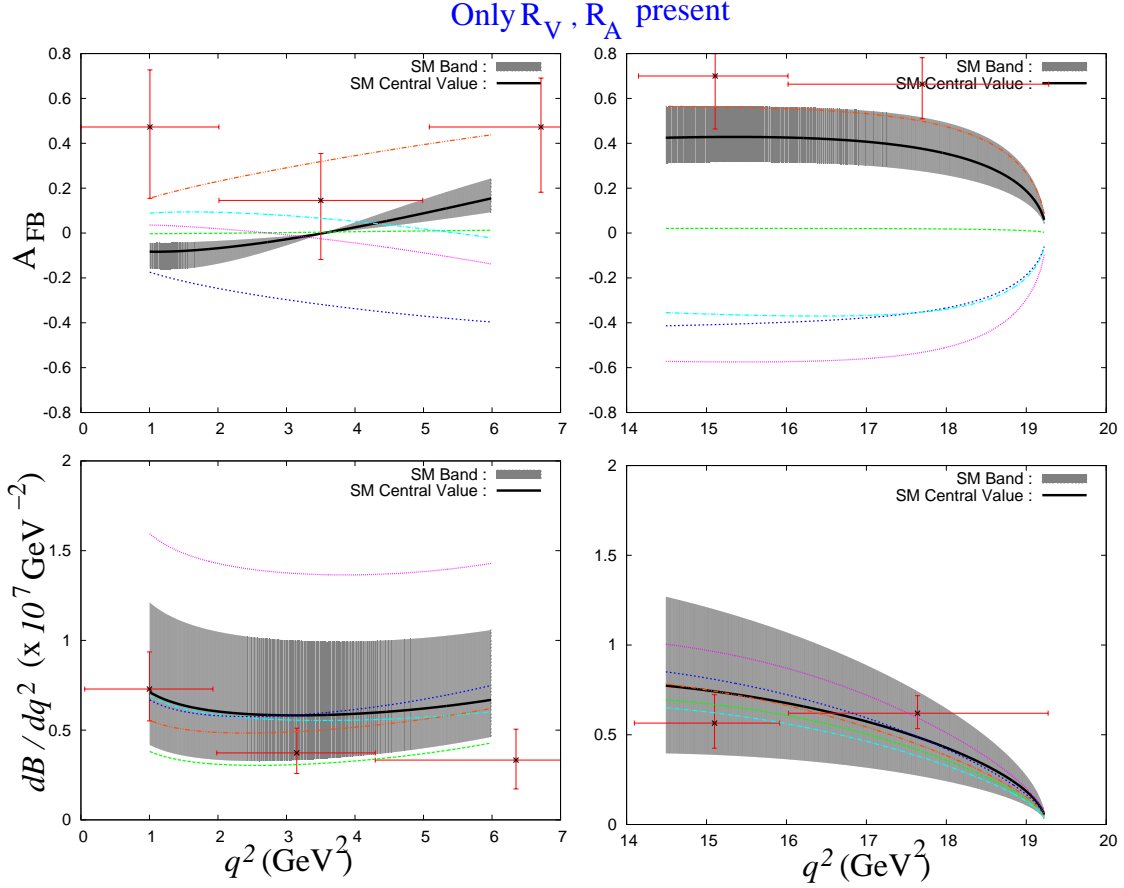 Only R_V , R_A present
0.8
0.6
0.4
0.2
0
-0.2
-0.4
-0.6
-0.8
0 1 2 3 4 5 6 7
A_FB
SM Band :
SM Central Value :
0.8
0.6
0.4
0.2
0
-0.2
-0.4
-0.6
-0.8
14 15 16 17 18 19 20
SM Band :
SM Central Value :
2
1.5
1
0.5
0
0 1 2 3 4 5 6 7
dB / dq^2 (x 10^7 GeV^-2)
q^2 (GeV^2)
SM Band :
SM Central Value :
2
1.5
1
0.5
0
14 15 16 17 18 19 20
q^2 (GeV^2)
SM Band :
SM Central Value :